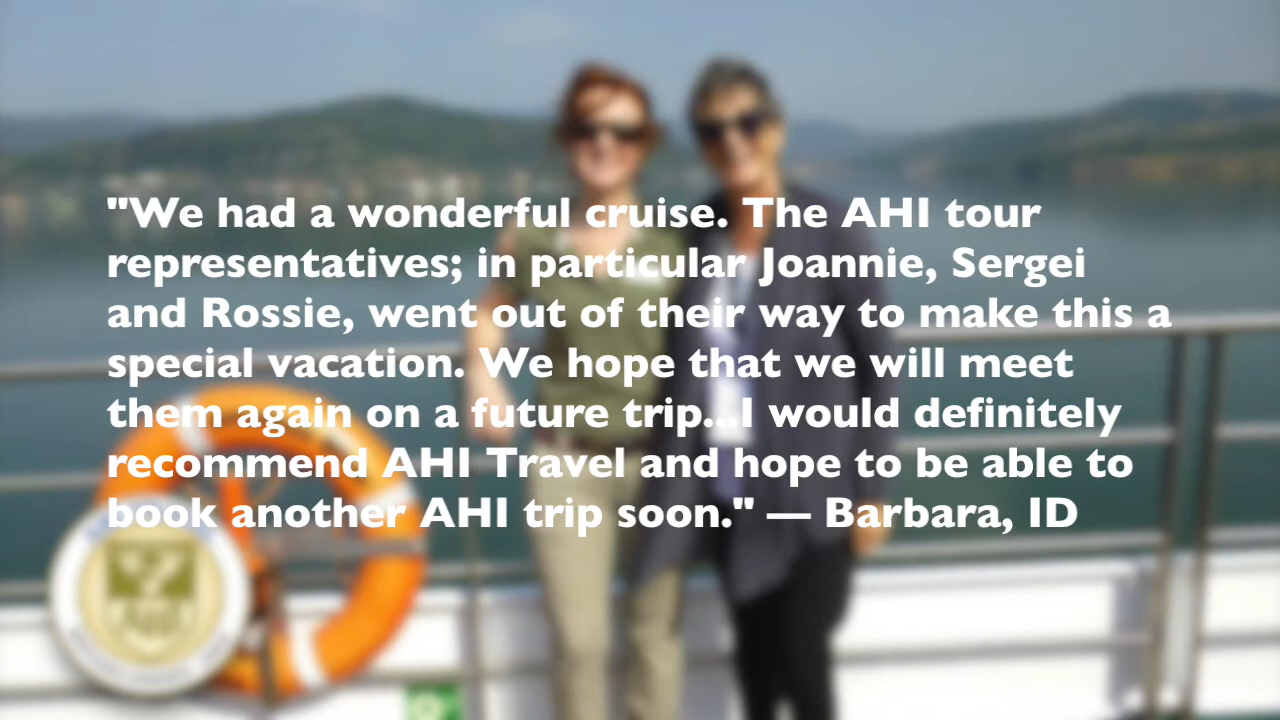 "We had a wonderful cruise. The AHI tour
representatives; in particular Joannie, Sergei
and Rossie, went out of their way to make this a
special vacation. We hope that we will meet
them again on a future trip...I would definitely
recommend AHI Travel and hope to be able to
book another AHI trip soon." — Barbara, ID